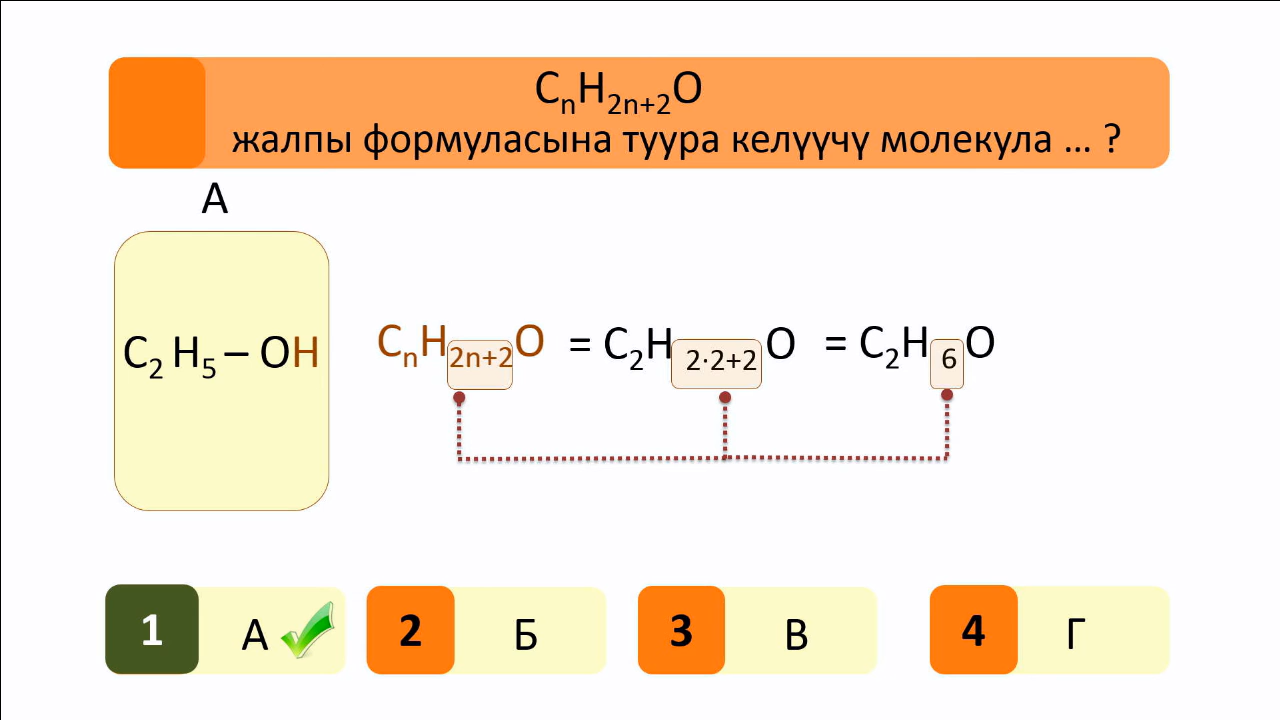 CnH2n+2O
жалпы формуласына туура келүүчү молекула ... ?
А
C2 H5 – OH
CnH2n+2O = C2H2·2+2O = C2H6O
1 А 2 Б 3 В 4 Г